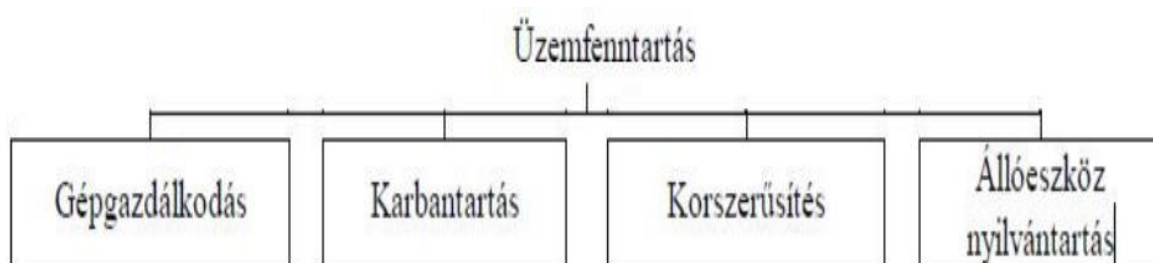 Üzemfenntartás
Gépgazdálkodás
Karbantartás
Korszerűsítés
Állóeszköz
nyilvántartás